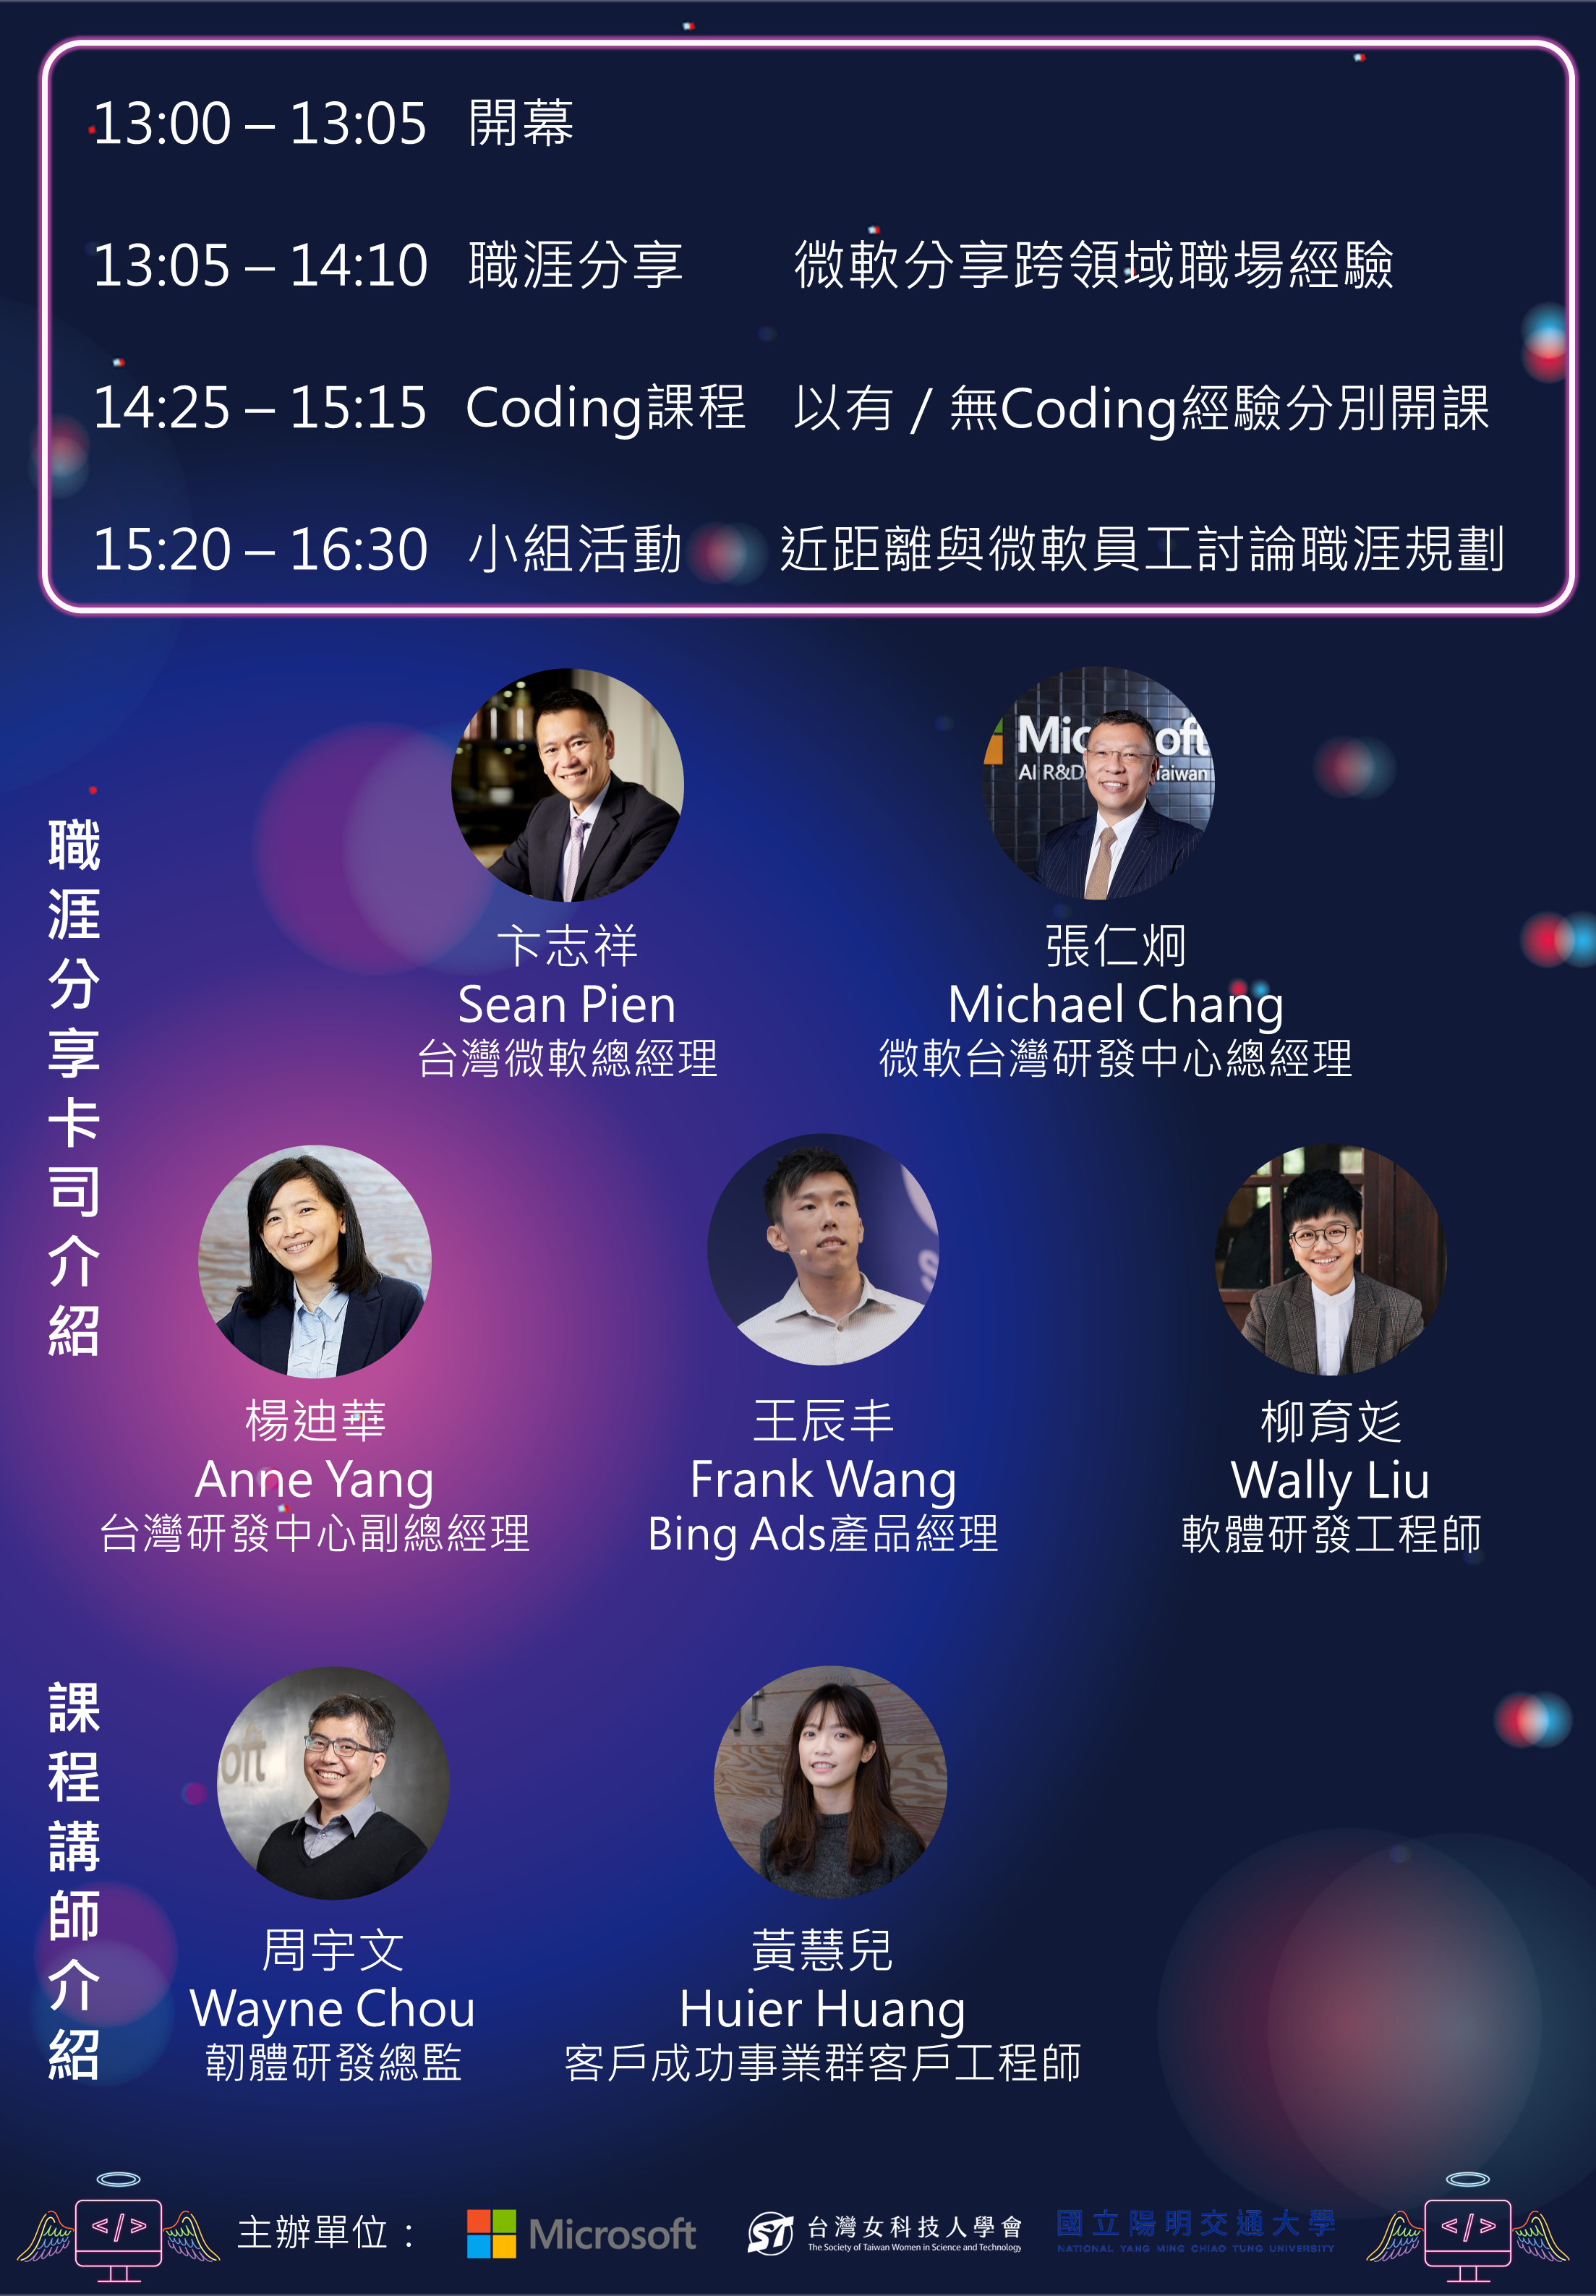 13:00 – 13:05 開幕
13:05 – 14:10 職涯分享 微軟分享跨領域職場經驗
14:25 – 15:15 Coding課程 以有 / 無Coding經驗分別開課
15:20 – 16:30 小組活動 近距離與微軟員工討論職涯規劃
職涯分享卡司介紹
Microsoft
AI R&D Taiwan
卞志祥
Sean Pien
台灣微軟總經理
張仁炯
Michael Chang
微軟台灣研發中心總經理
楊迪華
Anne Yang
台灣研發中心副總經理
王辰丰
Frank Wang
Bing Ads產品經理
柳育彣
Wally Liu
軟體研發工程師
課程講師介紹
oft
周宇文
Wayne Chou
韌體研發總監
黃慧兒
Huier Huang
客戶成功事業群客戶工程師
</>
主辦單位：
Microsoft
ST
台灣女科技人學會
The Society of Taiwan Women in Science and Technology
國立陽明交通大學
NATIONAL YANG MING CHIAO TUNG UNIVERSITY
</>